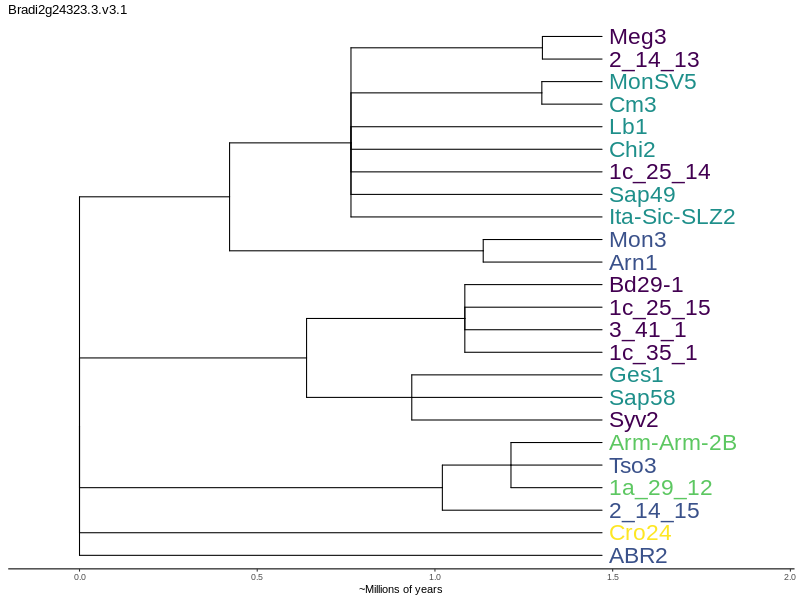 Bradi2g24323.3.v3.1
Meg3
2_14_13
MonSV5
Cm3
Lb1
Chi2
1c_25_14
Sap49
Ita-Sic-SLZ2
Mon3
Arn1
Bd29-1
1c_25_15
3_41_1
1c_35_1
Ges1
Sap58
Syv2
Arm-Arm-2B
Tso3
1a_29_12
2_14_15
Cro24
ABR2
0.0 0.5 1.0 1.5 2.0
~Millions of years